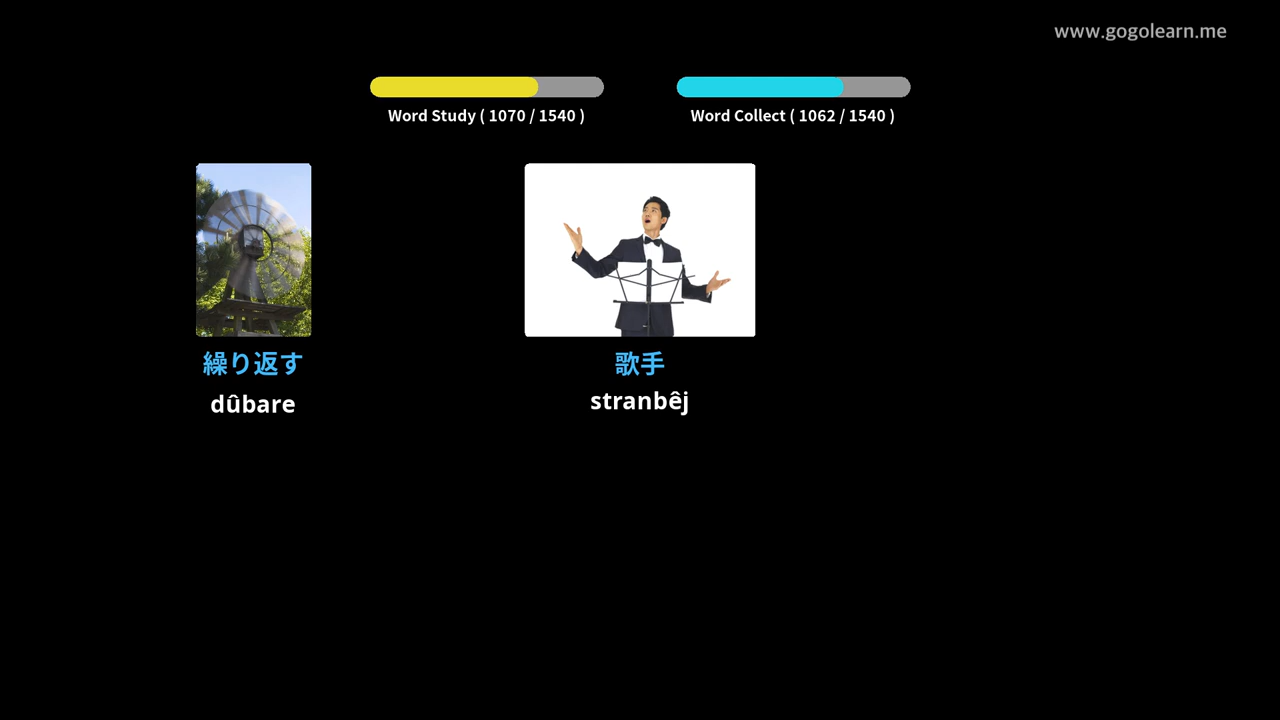 www.gogolearn.me
Word Study ( 1070 / 1540 )
Word Collect ( 1062 / 1540 )
繰り返す
dûbare
歌手
stranbêj